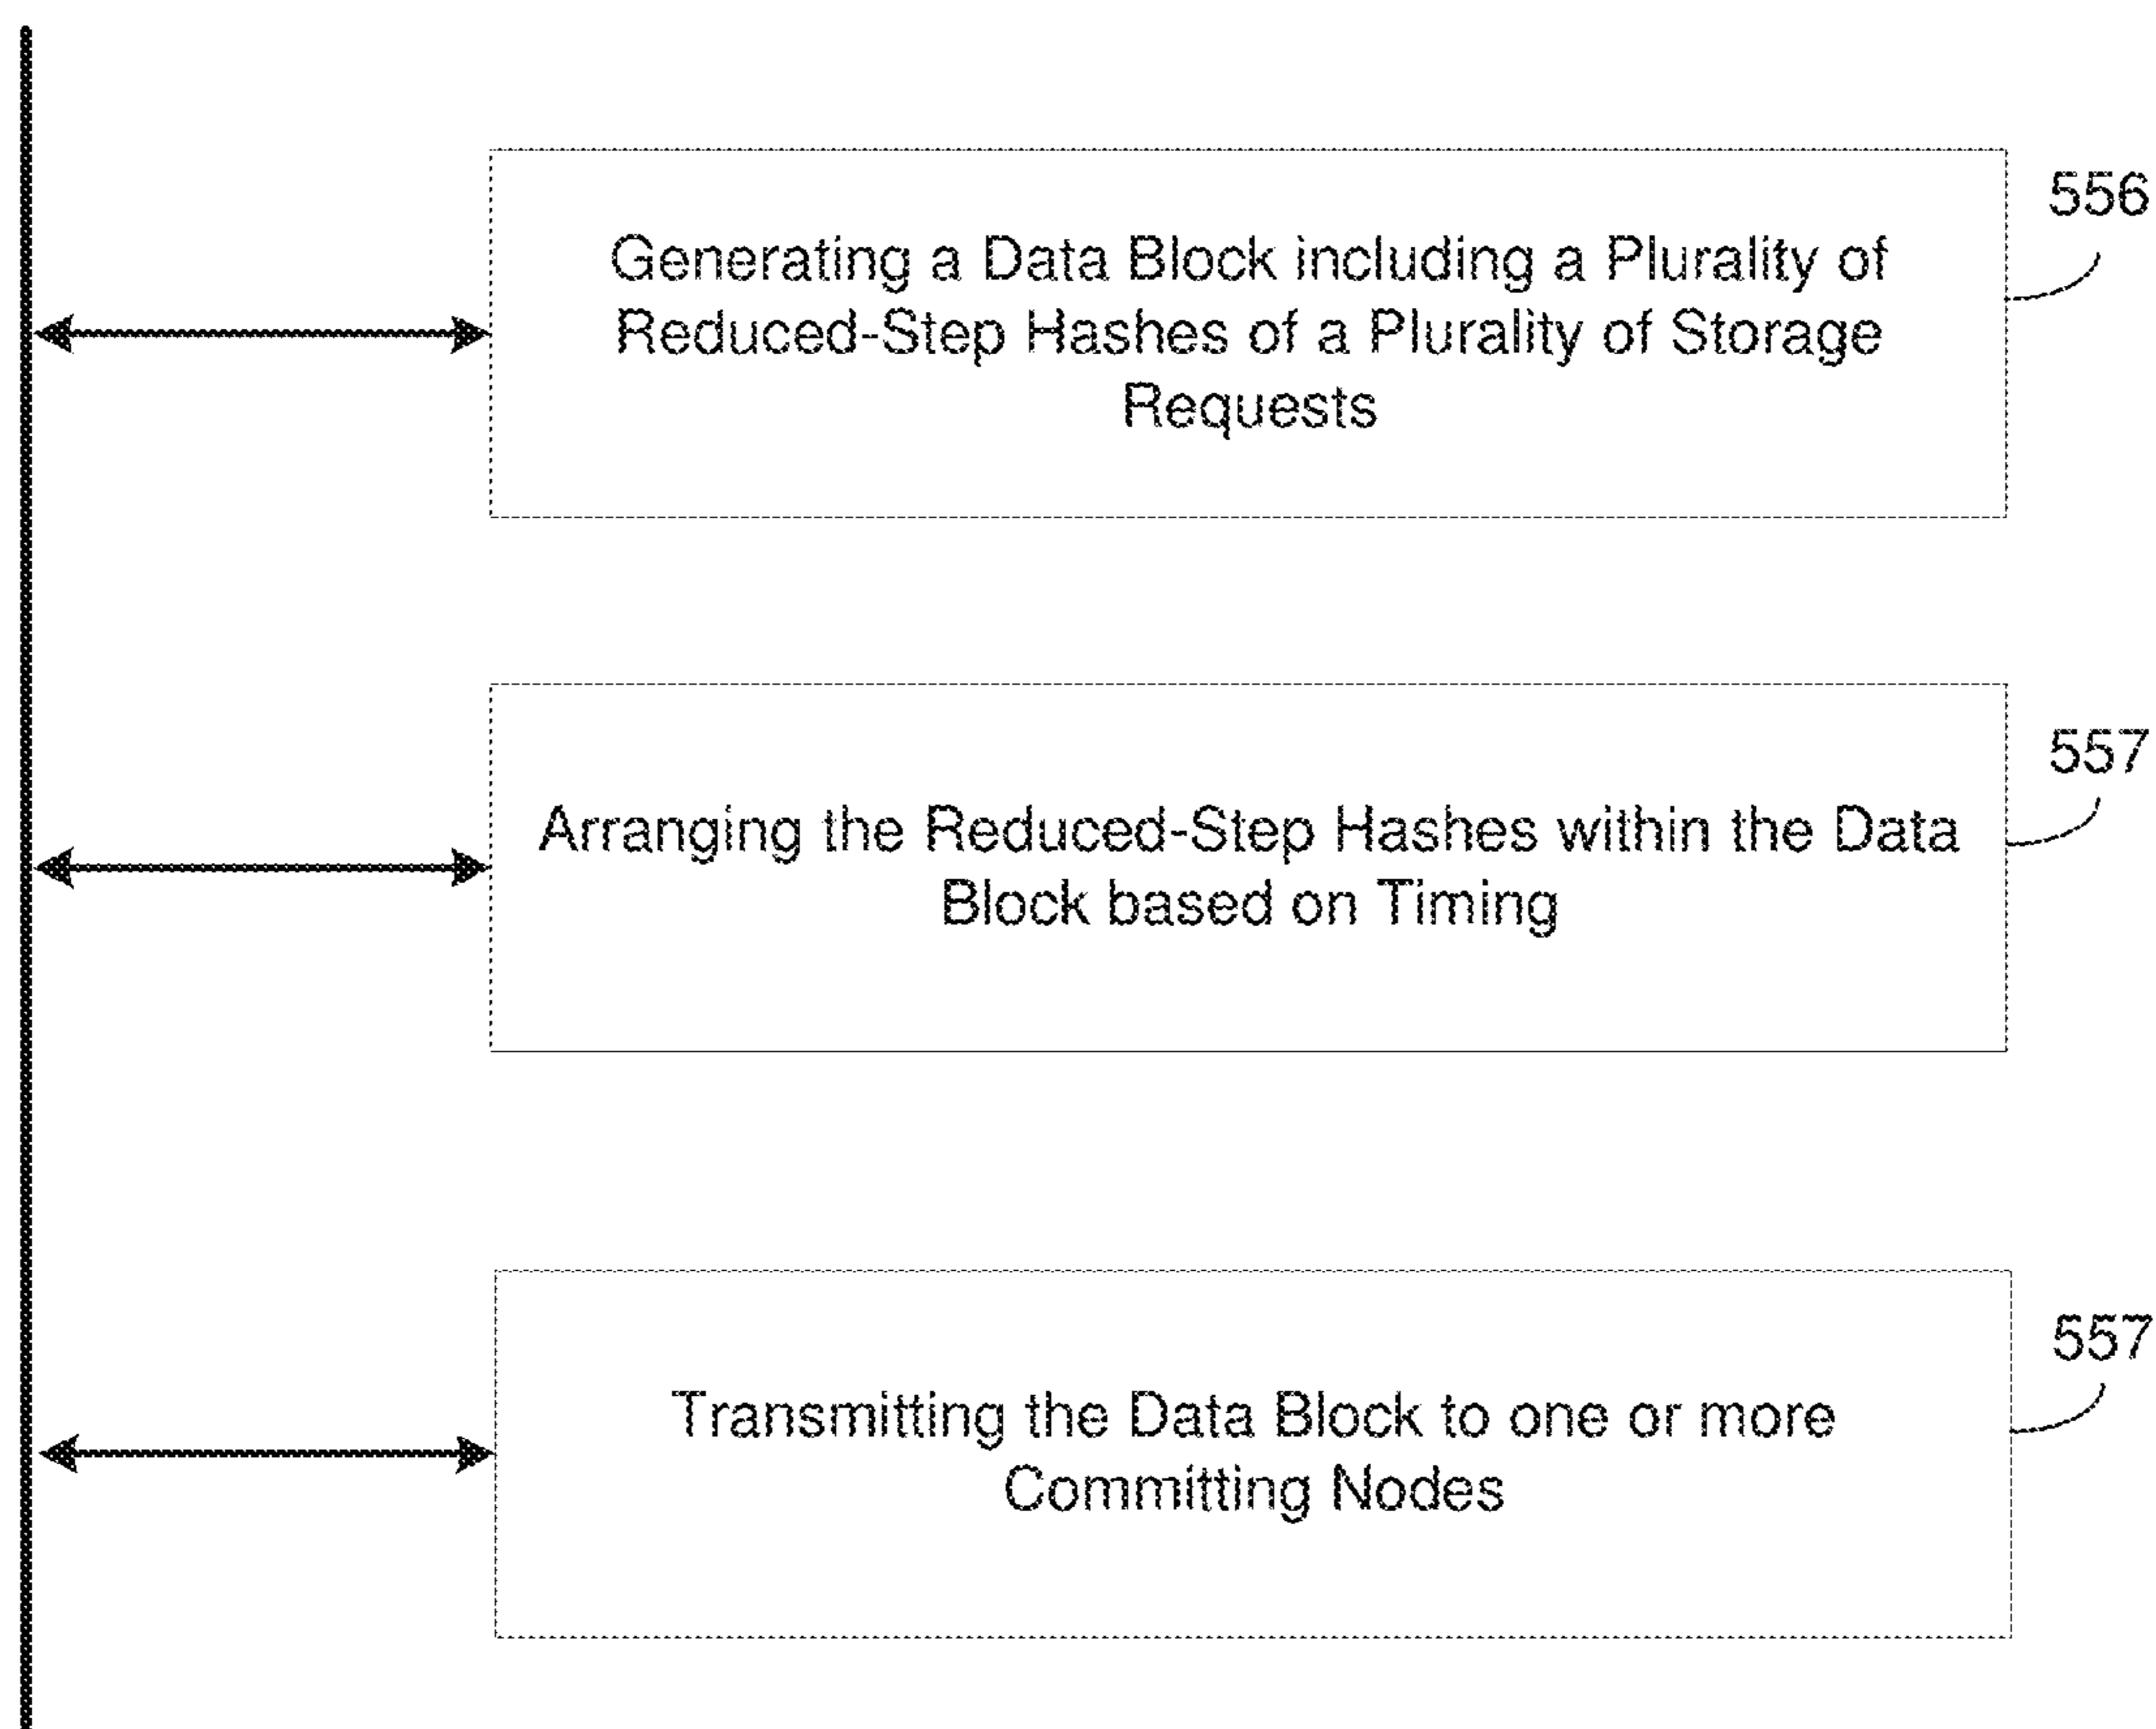 556
Generating a Data Block including a Plurality of
Reduced-Step Hashes of a Plurality of Storage
Requests
557
Arranging the Reduced-Step Hashes within the Data
Block based on Timing
557
Transmitting the Data Block to one or more
Committing Nodes